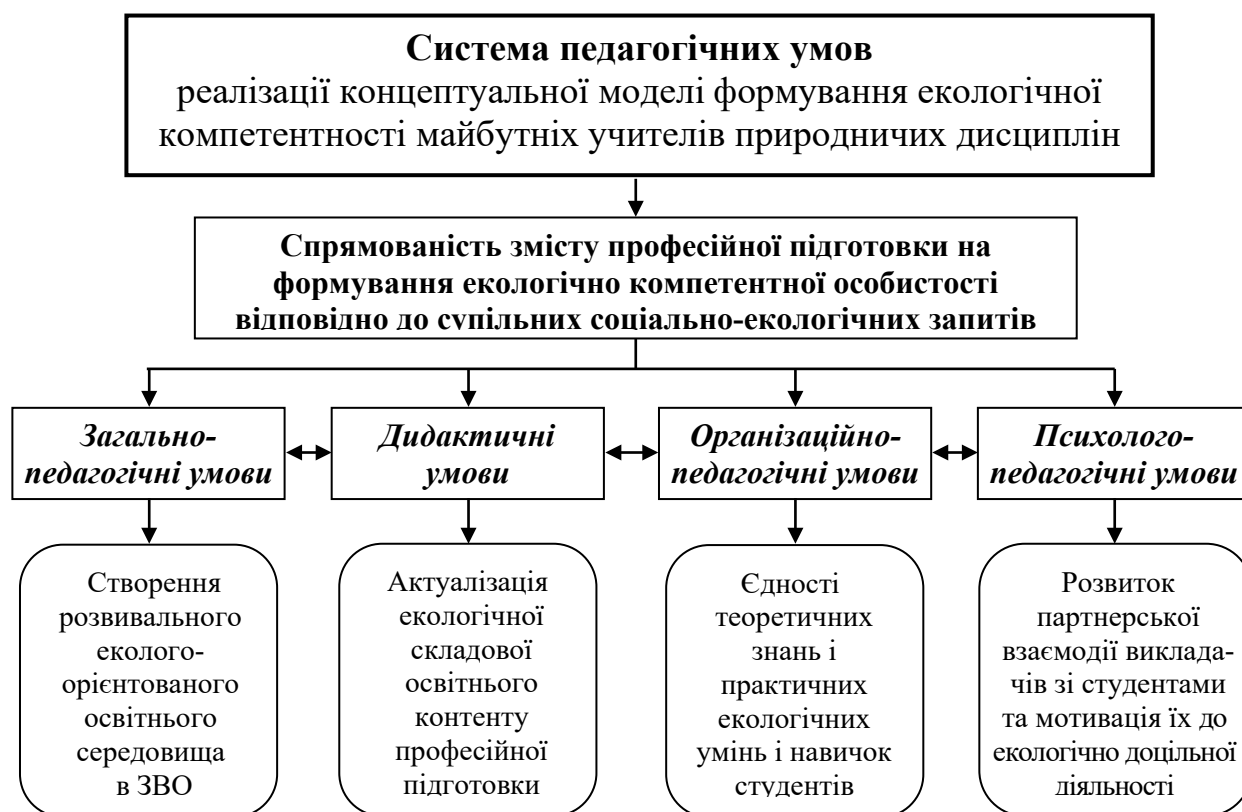 Система педагогічних умов
реалізації концептуальної моделі формування екологічної
компетентності майбутніх учителів природничих дисциплін
Спрямованість змісту професійної підготовки на
формування екологічно компетентної особистості
відповідно до супільних соціально-екологічних запитів
Загально-
педагогічні умови
Дидактичні
умови
Організаційно-
педагогічні умови
Психолого-
педагогічні умови
Створення
розвивального
еколого-
орієнтованого
освітнього
середовища
в ЗВО
Актуалізація
екологічної
складової
освітнього
контенту
професійної
підготовки
Єдності
теоретичних
знань і
практичних
екологічних
умінь і навичок
студентів
Розвиток
партнерської
взаємодії виклада-
чів зі студентами
та мотивація їх до
екологічно доцільної
діяльності